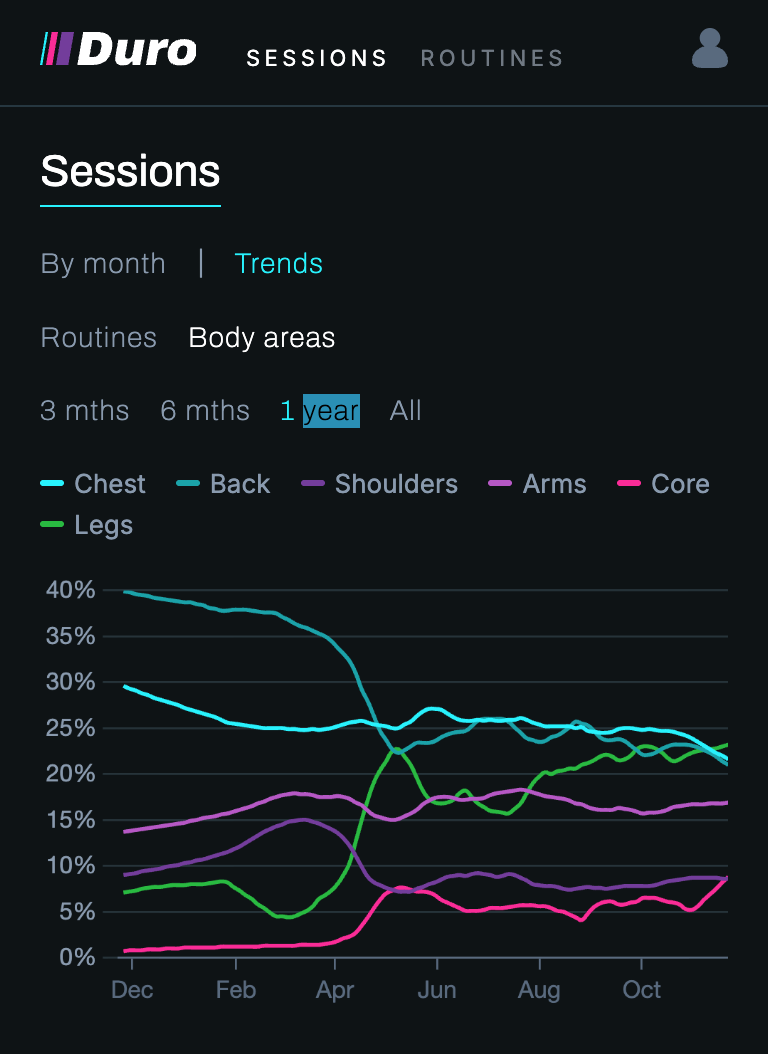 Duro SESSIONS ROUTINES
Sessions
By month | Trends
Routines Body areas
3 mths 6 mths 1 year All
Chest Back Shoulders Arms Core
Legs
40%
35%
30%
25%
20%
15%
10%
5%
0%
Dec Feb Apr Jun Aug Oct